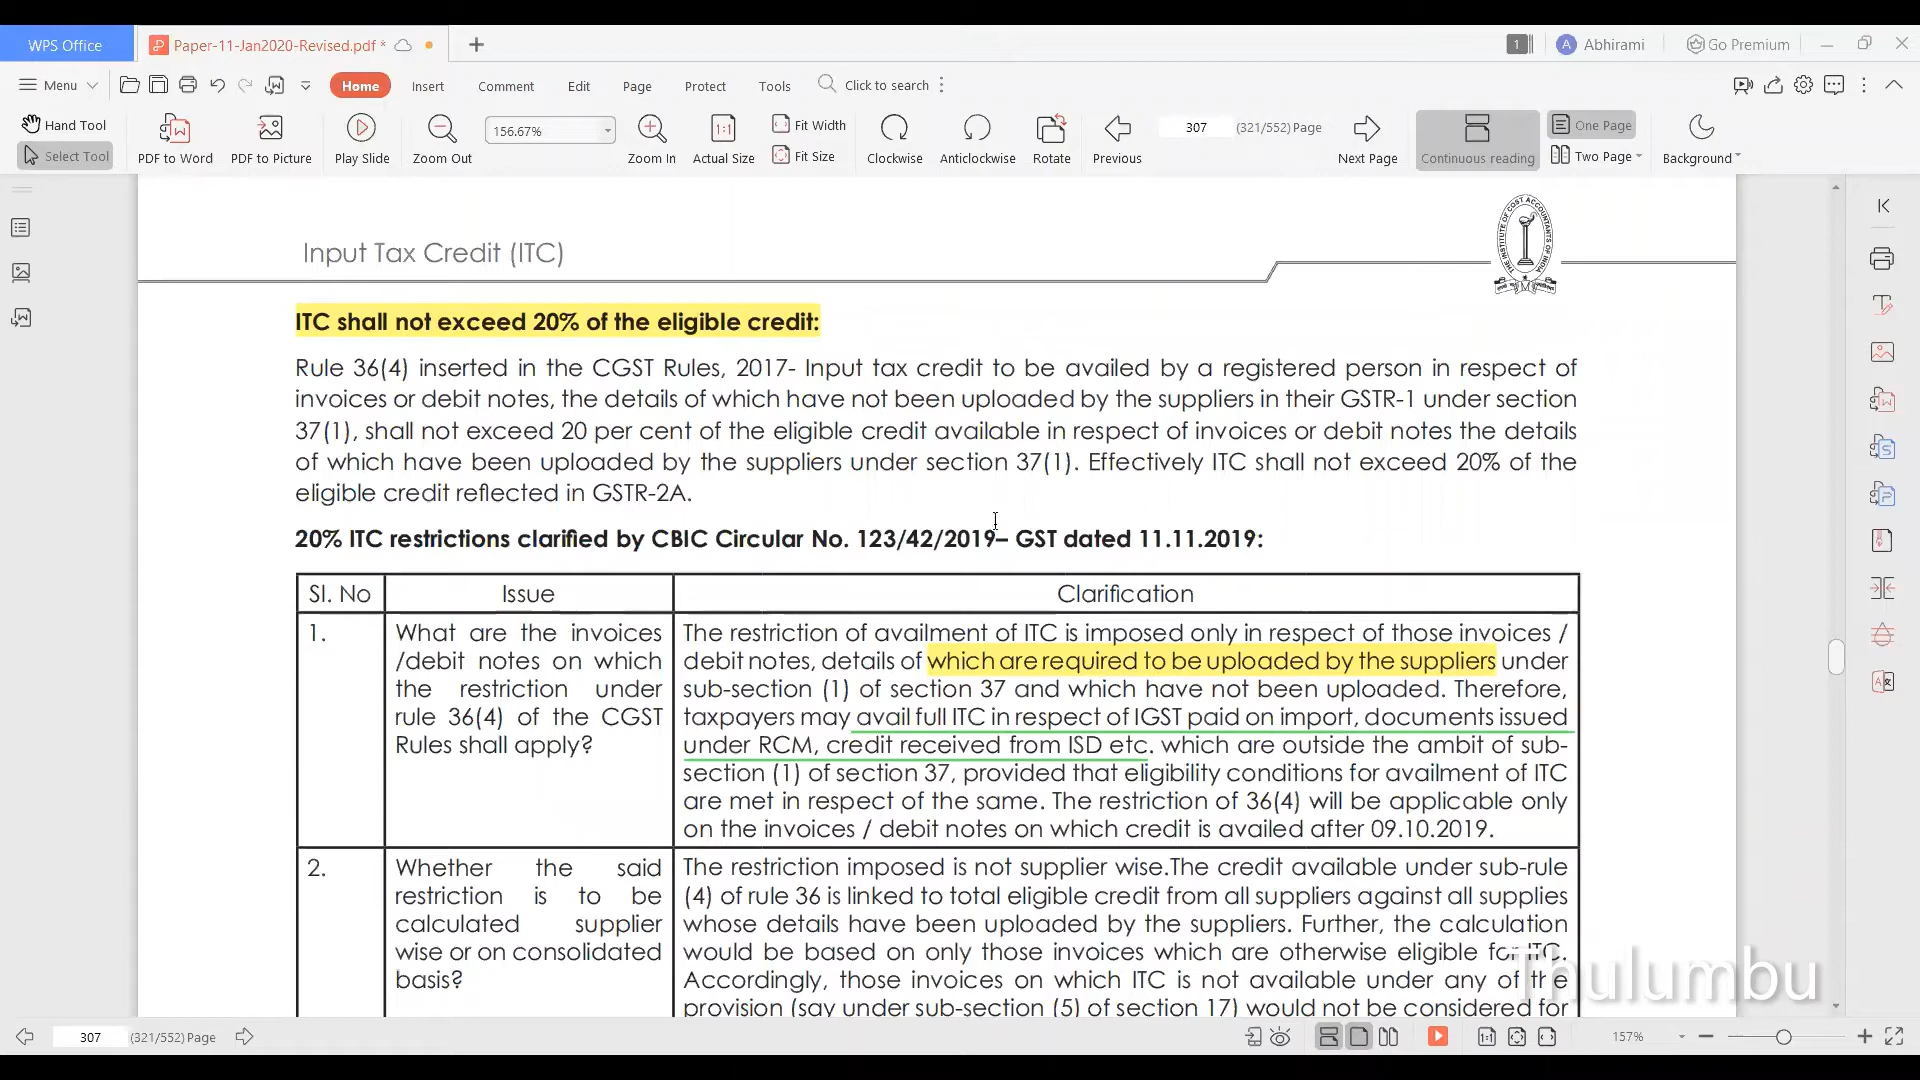 WPS Office
Paper-11-Jan2020-Revised.pdf *
1
A
Abhirami
Go Premium
Menu
Home
Insert
Comment
Edit
Page
Protect
Tools
Click to search
Hand Tool
Select Tool
PDF to Word
PDF to Picture
Play Slide
Zoom Out
156.67%
Zoom In
1:1
Actual Size
Fit Width
Fit Size
Clockwise
Anticlockwise
Rotate
Previous
307
(321/552) Page
Next Page
Continuous reading
One Page
Two Page
Background
Input Tax Credit (ITC)
THE INSTITUTE OF COST ACCOUNTANTS OF INDIA
ITC shall not exceed 20% of the eligible credit:
Rule 36(4) inserted in the CGST Rules, 2017- Input tax credit to be availed by a registered person in respect of
invoices or debit notes, the details of which have not been uploaded by the suppliers in their GSTR-1 under section
37(1), shall not exceed 20 per cent of the eligible credit available in respect of invoices or debit notes the details
of which have been uploaded by the suppliers under section 37(1). Effectively ITC shall not exceed 20% of the
eligible credit reflected in GSTR-2A.
20% ITC restrictions clarified by CBIC Circular No. 123/42/2019– GST dated 11.11.2019:
Sl. No
Issue
Clarification
1.
What are the invoices
/debit notes on which
the restriction under
rule 36(4) of the CGST
Rules shall apply?
The restriction of availment of ITC is imposed only in respect of those invoices /
debit notes, details of which are required to be uploaded by the suppliers under
sub-section (1) of section 37 and which have not been uploaded. Therefore,
taxpayers may avail full ITC in respect of IGST paid on import, documents issued
under RCM, credit received from ISD etc. which are outside the ambit of sub-
section (1) of section 37, provided that eligibility conditions for availment of ITC
are met in respect of the same. The restriction of 36(4) will be applicable only
on the invoices / debit notes on which credit is availed after 09.10.2019.
2.
Whether the said
restriction is to be
calculated supplier
wise or on consolidated
basis?
The restriction imposed is not supplier wise.The credit available under sub-rule
(4) of rule 36 is linked to total eligible credit from all suppliers against all supplies
whose details have been uploaded by the suppliers. Further, the calculation
would be based on only those invoices which are otherwise eligible for ITC.
Accordingly, those invoices on which ITC is not available under any of the
provision (say under sub-section (5) of section 17) would not be considered for
Thulumbu
307
(321/552) Page
157%